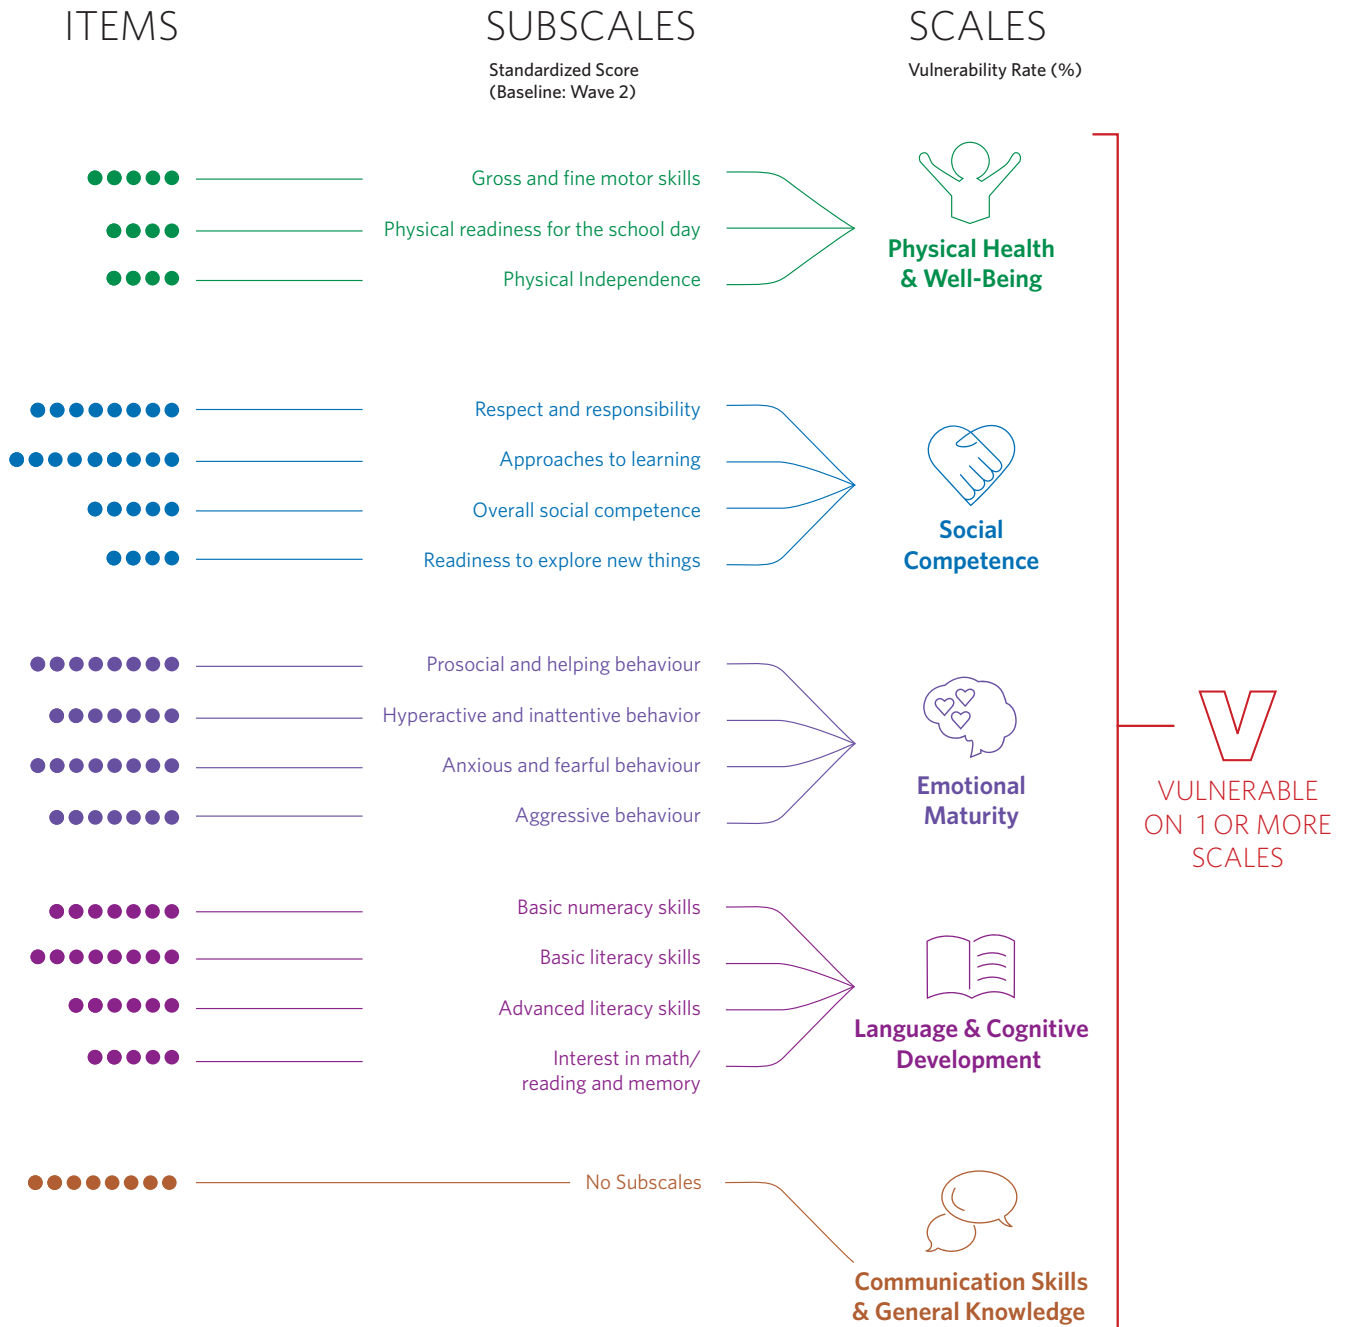 ITEMS
SUBSCALES
SCALES
Standardized Score
(Baseline: Wave 2)
Vulnerability Rate (%)
Gross and fine motor skills
Physical readiness for the school day
Physical Independence
Physical Health
& Well-Being
Respect and responsibility
Approaches to learning
Overall social competence
Readiness to explore new things
Social
Competence
Prosocial and helping behaviour
Hyperactive and inattentive behavior
Anxious and fearful behaviour
Aggressive behaviour
Emotional
Maturity
V
VULNERABLE
ON 1 OR MORE
SCALES
Basic numeracy skills
Basic literacy skills
Advanced literacy skills
Interest in math/
reading and memory
Language & Cognitive
Development
No Subscales
Communication Skills
& General Knowledge